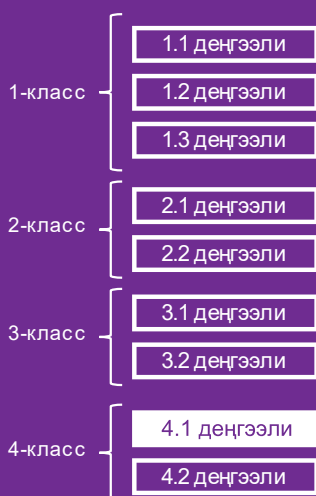 1-класс
1.1 деңгээли
1.2 деңгээли
1.3 деңгээли
2-класс
2.1 деңгээли
2.2 деңгээли
3-класс
3.1 деңгээли
3.2 деңгээли
4-класс
4.1 деңгээли
4.2 деңгээли